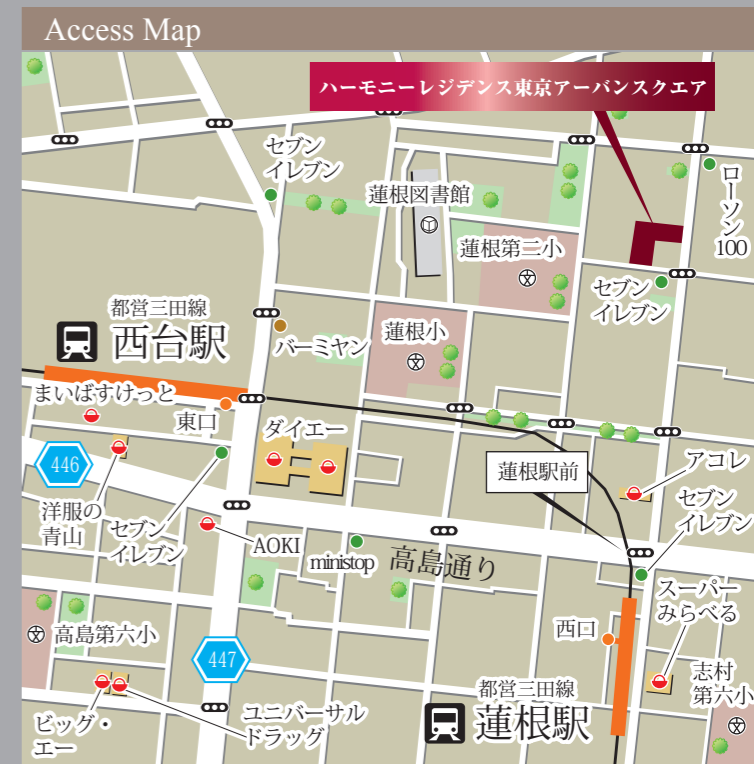 Access Map
ハーモニーレジデンス東京アーバンスクエア
セブン
イレブン
ローソン
100
蓮根図書館
蓮根第二小
セブン
イレブン
都営三田線
西台駅
バーミヤン
蓮根小
まいばすけっと
東口
ダイエー
446
蓮根駅前
アコレ
洋服の
青山
セブン
イレブン
セブン
イレブン
AOKI
ministop
高島通り
スーパー
みらべる
高島第六小
西口
447
志村
第六小
都営三田線
蓮根駅
ビッグ・
エー
ユニバーサル
ドラッグ
文
文
文
文